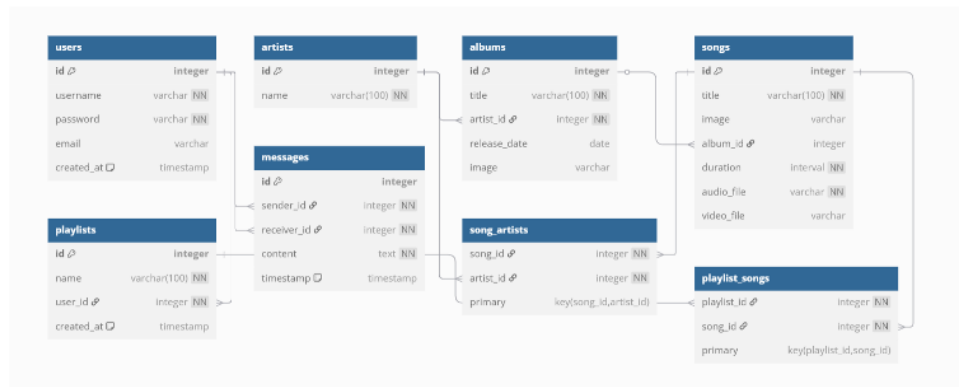 users
id integer
username varchar NN
password varchar NN
email varchar
created_at timestamp
artists
id integer
name varchar(100) NN
albums
id integer
title varchar(100) NN
artist_id integer NN
release_date date
image varchar
songs
id integer
title varchar(100) NN
image varchar
album_id integer
duration interval NN
audio_file varchar NN
video_file varchar
messages
id integer
sender_id integer NN
receiver_id integer NN
content text NN
timestamp timestamp
playlists
id integer
name varchar(100) NN
user_id integer NN
created_at timestamp
song_artists
song_id integer NN
artist_id integer NN
primary key(song_id,artist_id)
playlist_songs
playlist_id integer NN
song_id integer NN
primary key(playlist_id,song_id)